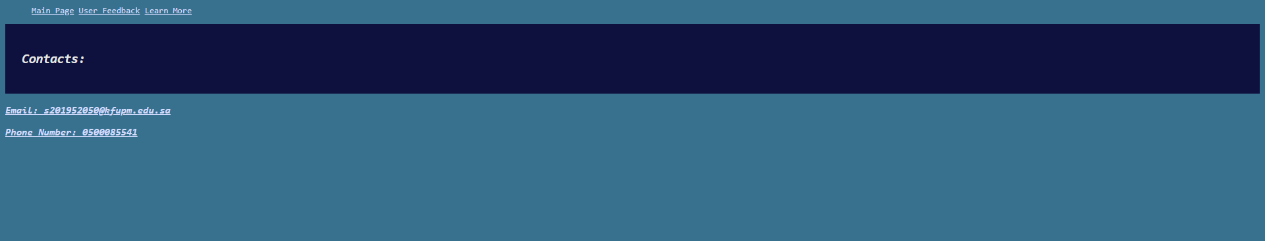 Main Page User Feedback Learn More
Contacts:
Email: s201952050@kfupm.edu.sa
Phone Number: 0500085541